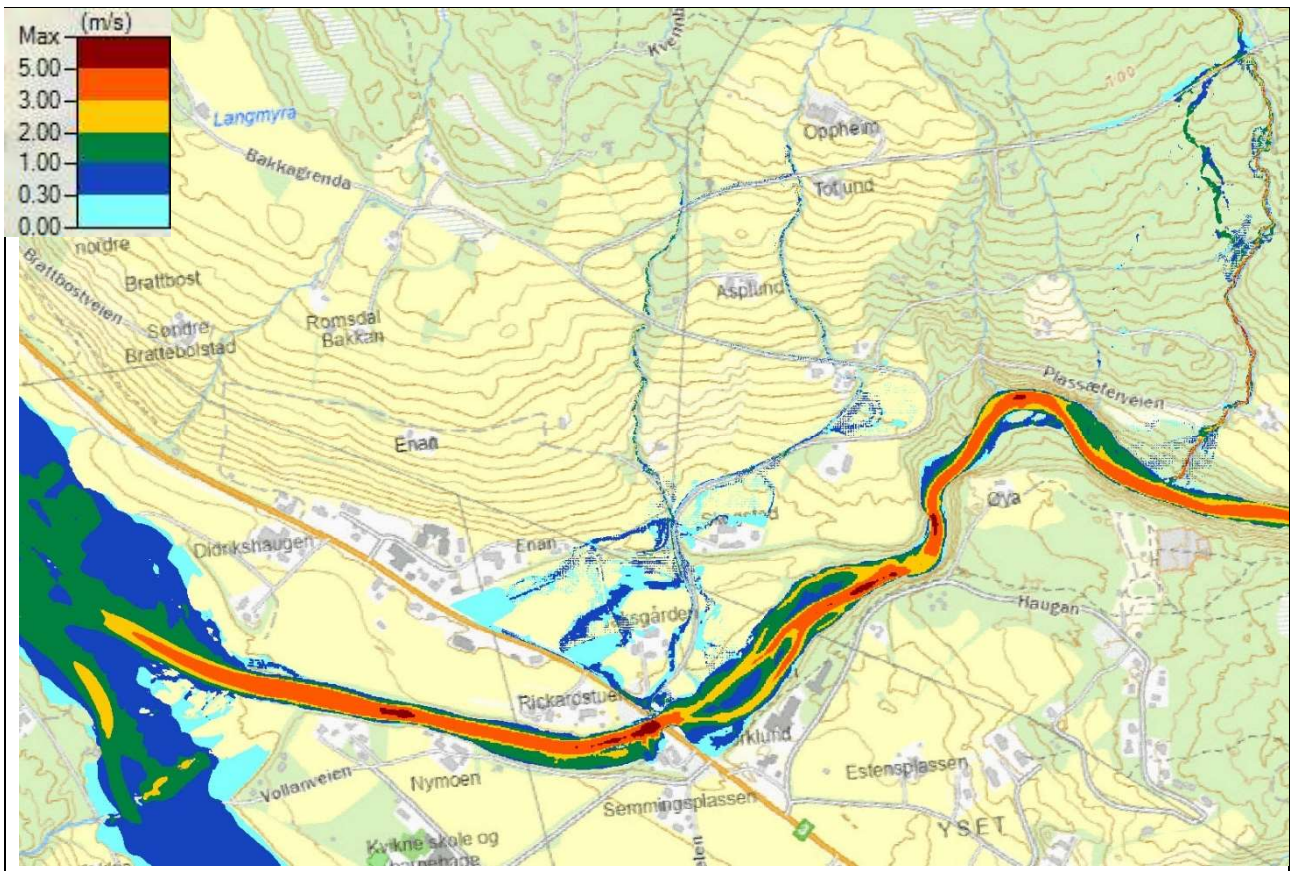 (m/s)
Max
5.00
3.00
2.00
1.00
0.30
0.00
Langmyra
Bakkagrenda
Oppheim
Totlund
nordre
Brattbost
Brattbostveien
Søndre
Brattebolstad
Romsdal
Bakkan
Asplund
Plassæterveien
Enan
Øya
Didrikshaugen
Enan
Haugan
Rickardstuen
Nymoen
Vollanveien
Estensplassen
Semmingsplassen
YSET
Kvikne skole og
barnehage